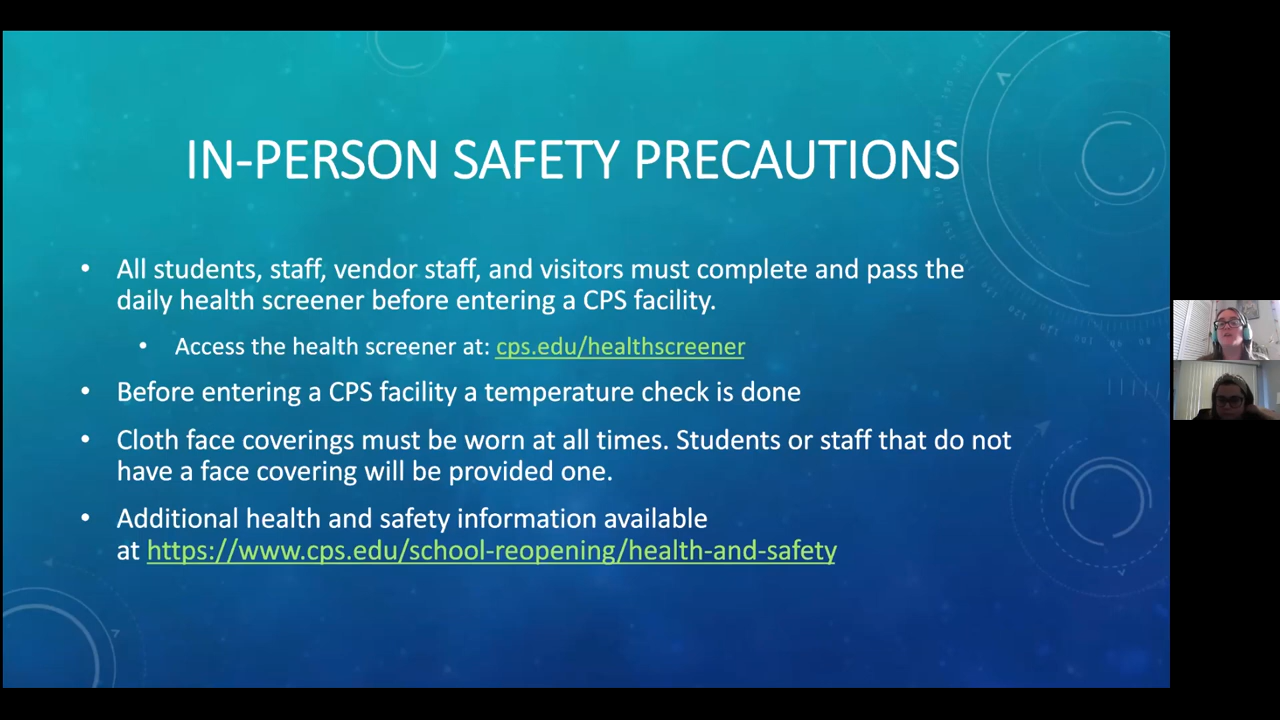 IN-PERSON SAFETY PRECAUTIONS
• All students, staff, vendor staff, and visitors must complete and pass the
daily health screener before entering a CPS facility.
• Access the health screener at: cps.edu/healthscreener
• Before entering a CPS facility a temperature check is done
• Cloth face coverings must be worn at all times. Students or staff that do not
have a face covering will be provided one.
• Additional health and safety information available
at https://www.cps.edu/school-reopening/health-and-safety